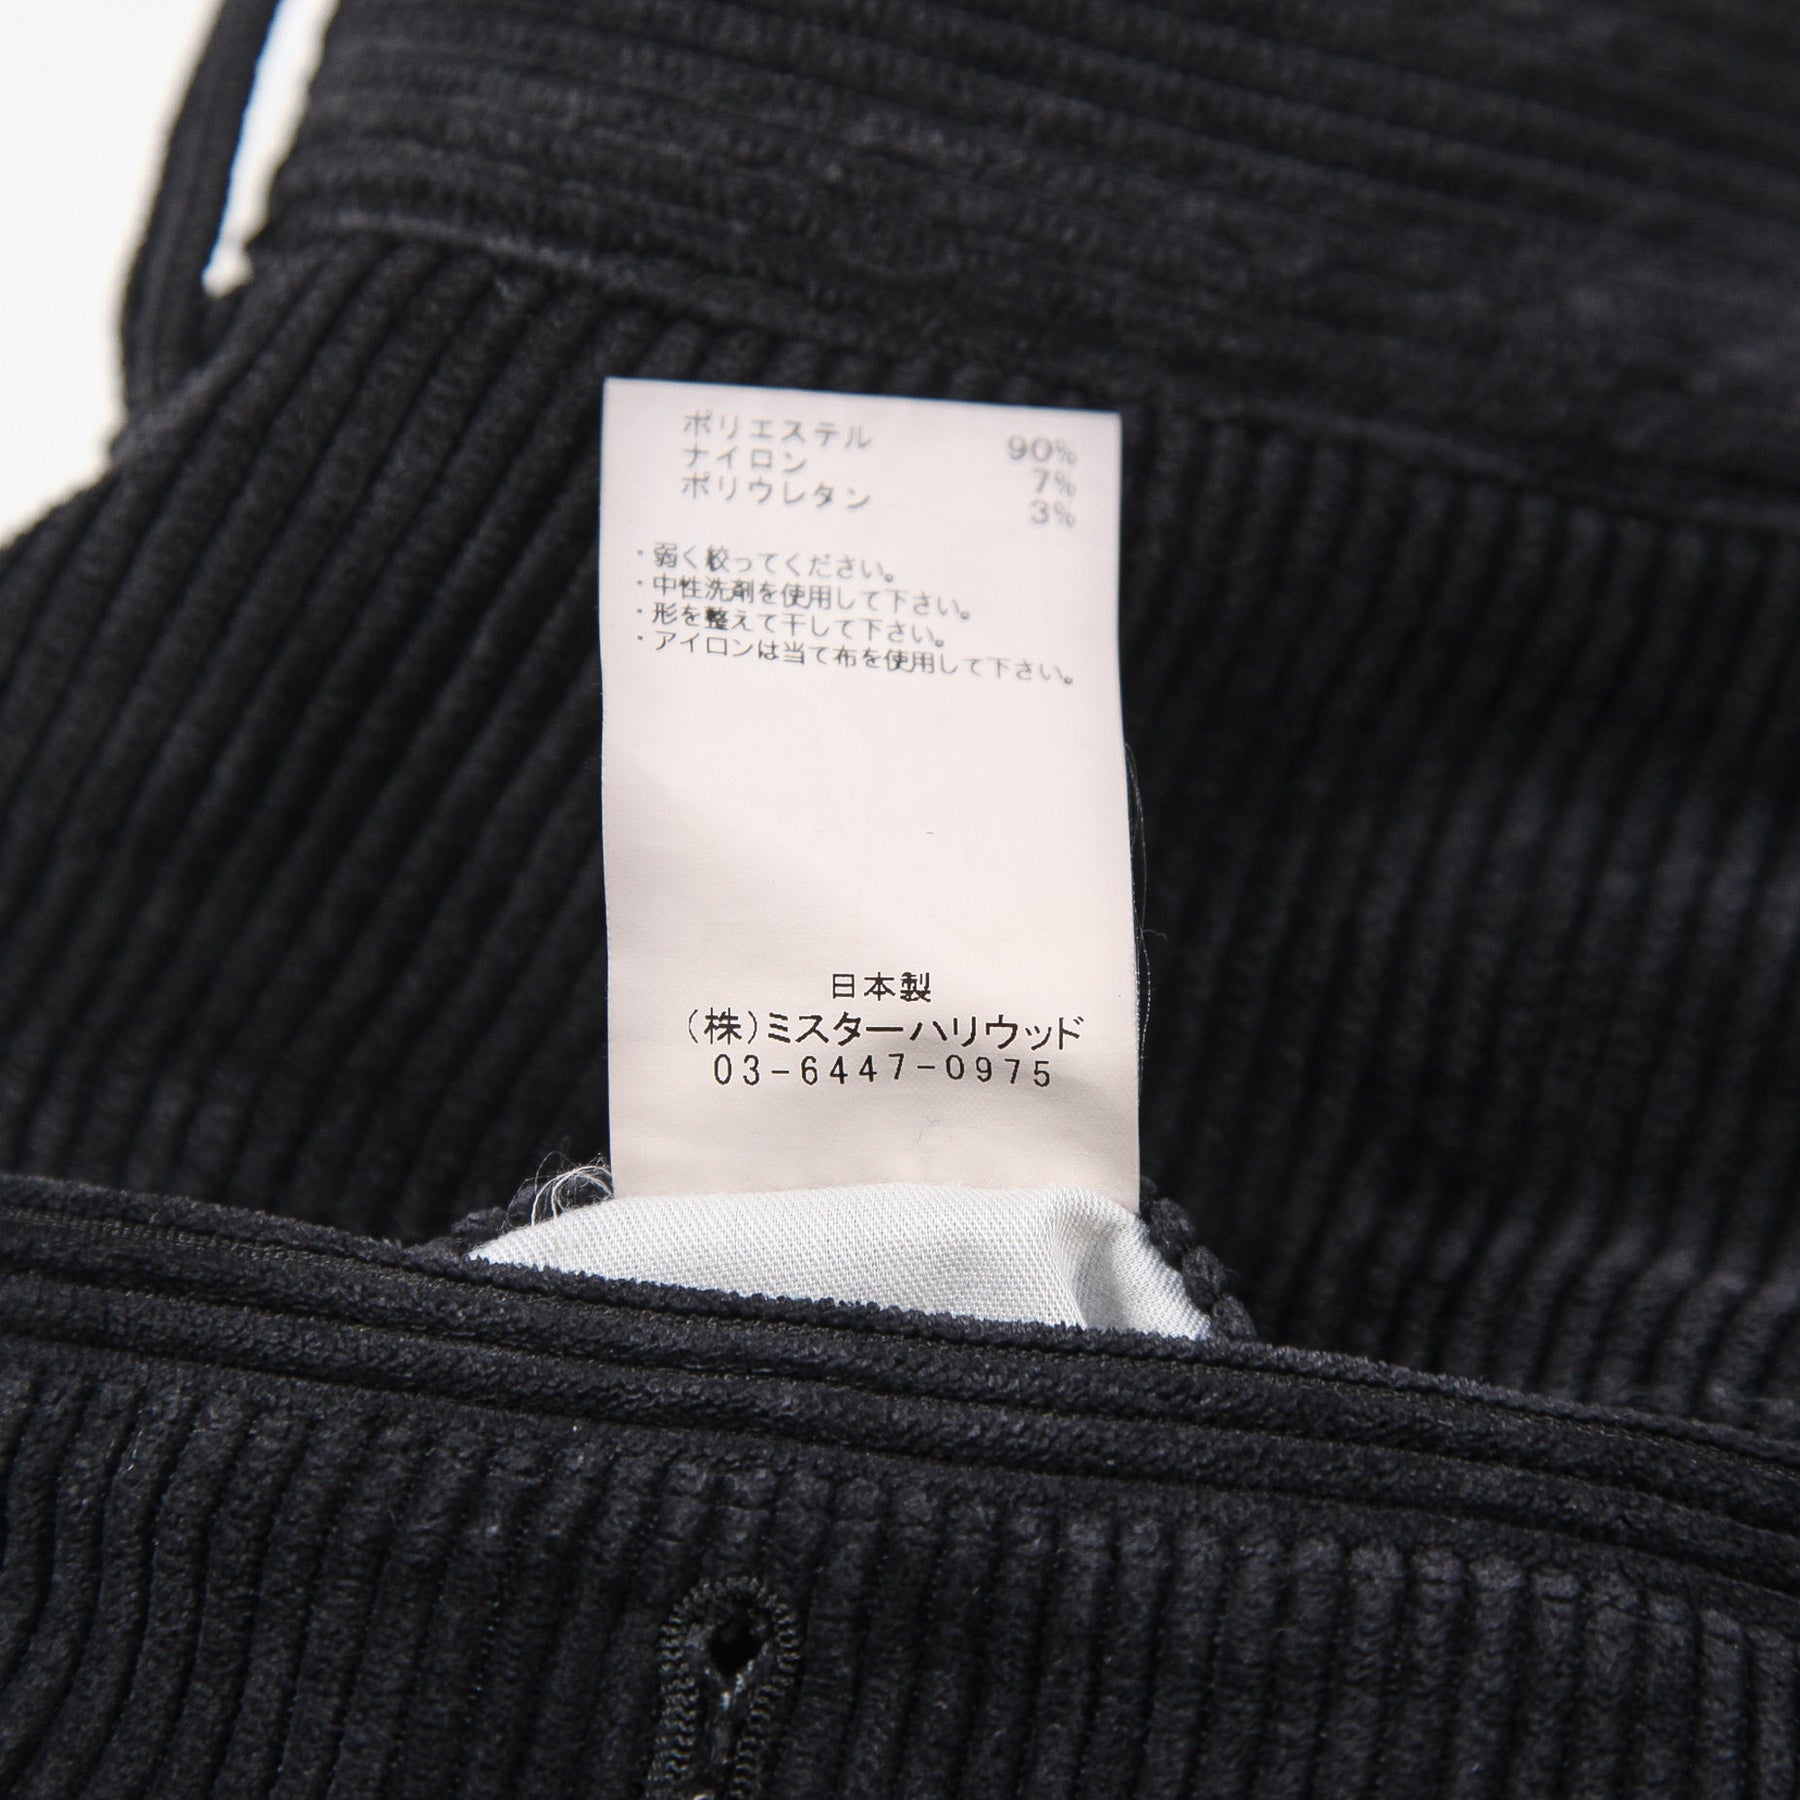 ポリエステル 90%
ナイロン 7%
ポリウレタン 3%
・弱く絞ってください。
・中性洗剤を使用して下さい。
・形を整えて干して下さい。
・アイロンは当て布を使用して下さい。
日本製
(株)ミスターハリウッド
03-6447-0975